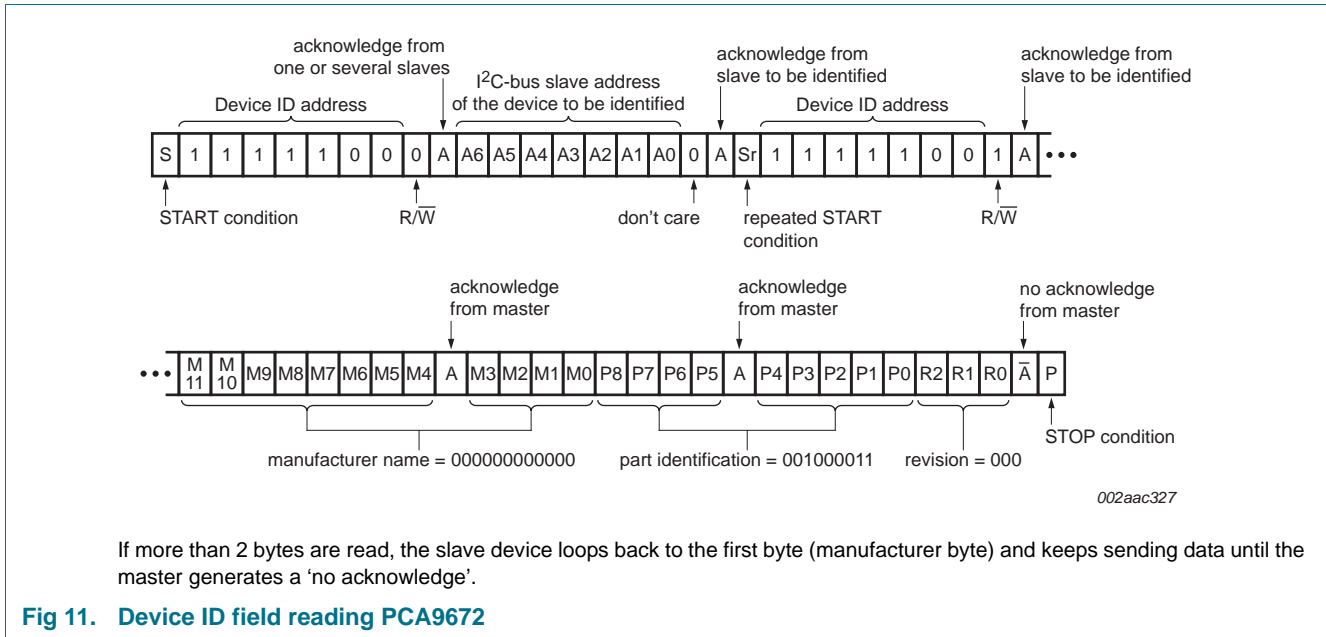 acknowledge from
one or several slaves
I²C-bus slave address
of the device to be identified
acknowledge from
slave to be identified
acknowledge from
slave to be identified
Device ID address
Device ID address
S 1 1 1 1 1 0 0 0 A A6 A5 A4 A3 A2 A1 A0 0 A Sr 1 1 1 1 1 0 0 1 A •••
START condition
R/W̅
don't care
repeated START
condition
R/W̅
acknowledge
from master
acknowledge
from master
no acknowledge
from master
••• M11 M10 M9 M8 M7 M6 M5 M4 A M3 M2 M1 M0 P8 P7 P6 P5 A P4 P3 P2 P1 P0 R2 R1 R0 A̅ P
manufacturer name = 000000000000
part identification = 001000011
revision = 000
STOP condition
002aac327
If more than 2 bytes are read, the slave device loops back to the first byte (manufacturer byte) and keeps sending data until the
master generates a ‘no acknowledge’.
Fig 11. Device ID field reading PCA9672